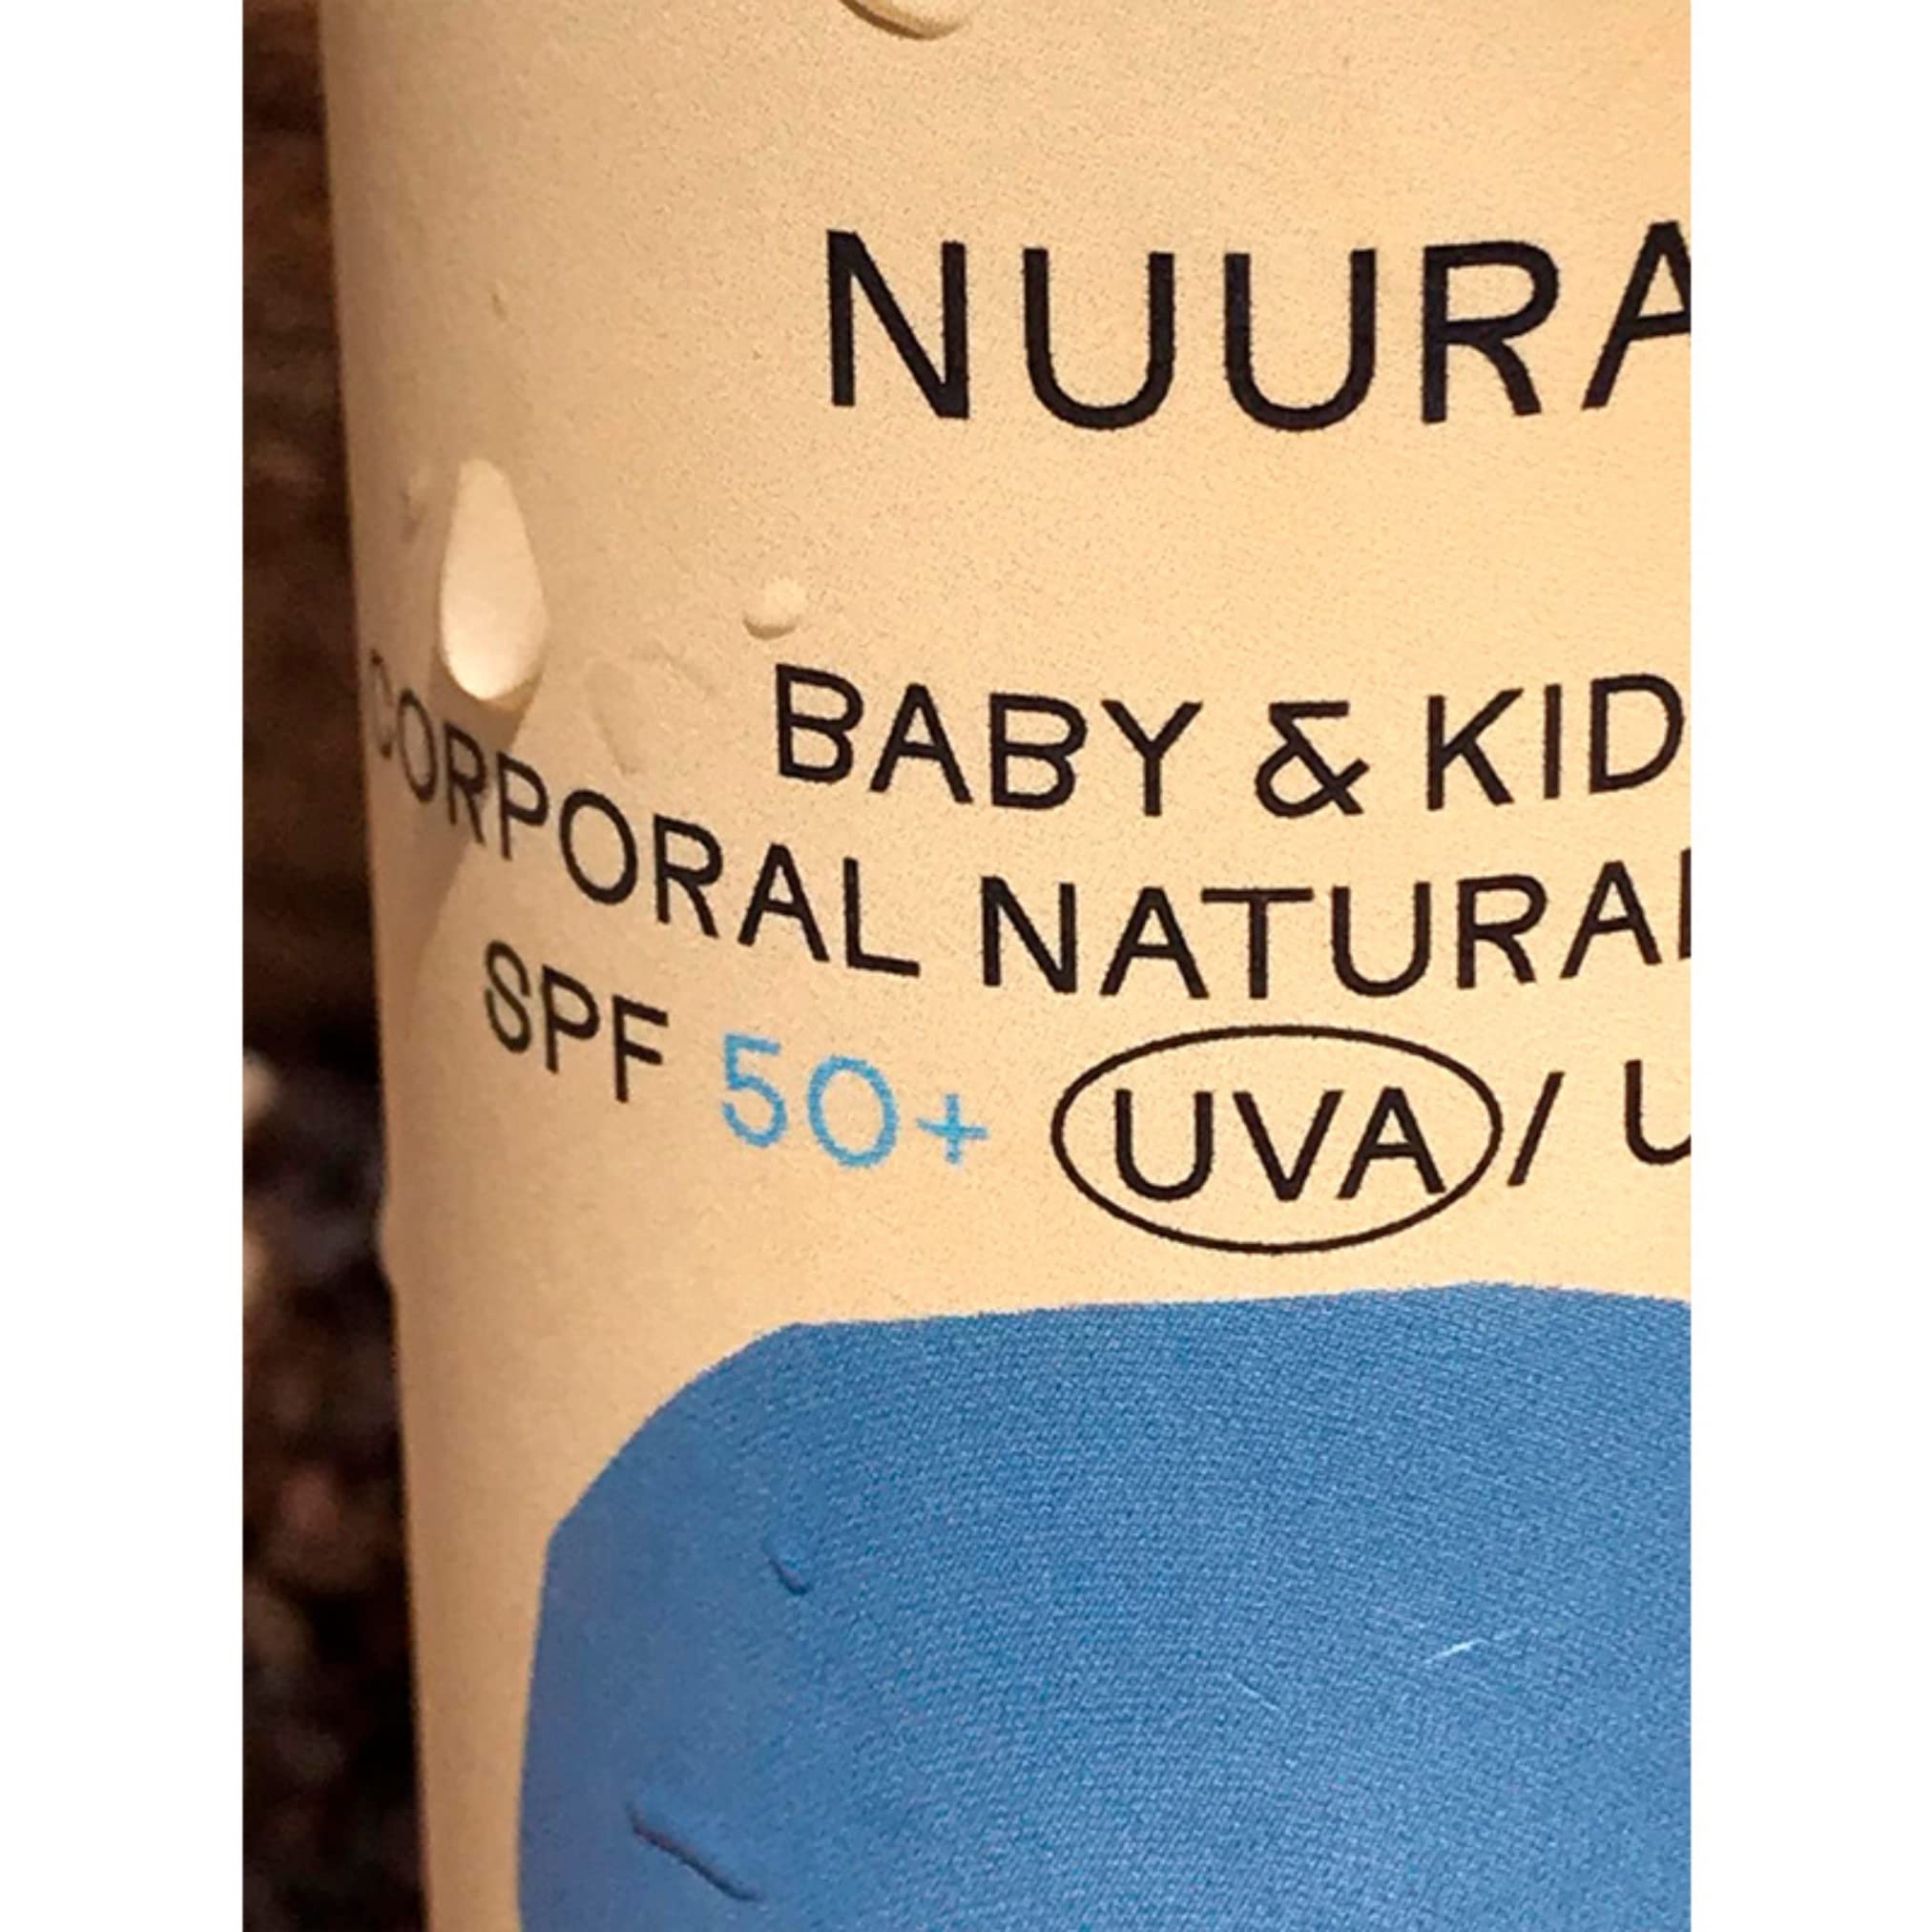 NUURA
BABY & KID
CORPORAL NATURAL
SPF 50+ UVA / U